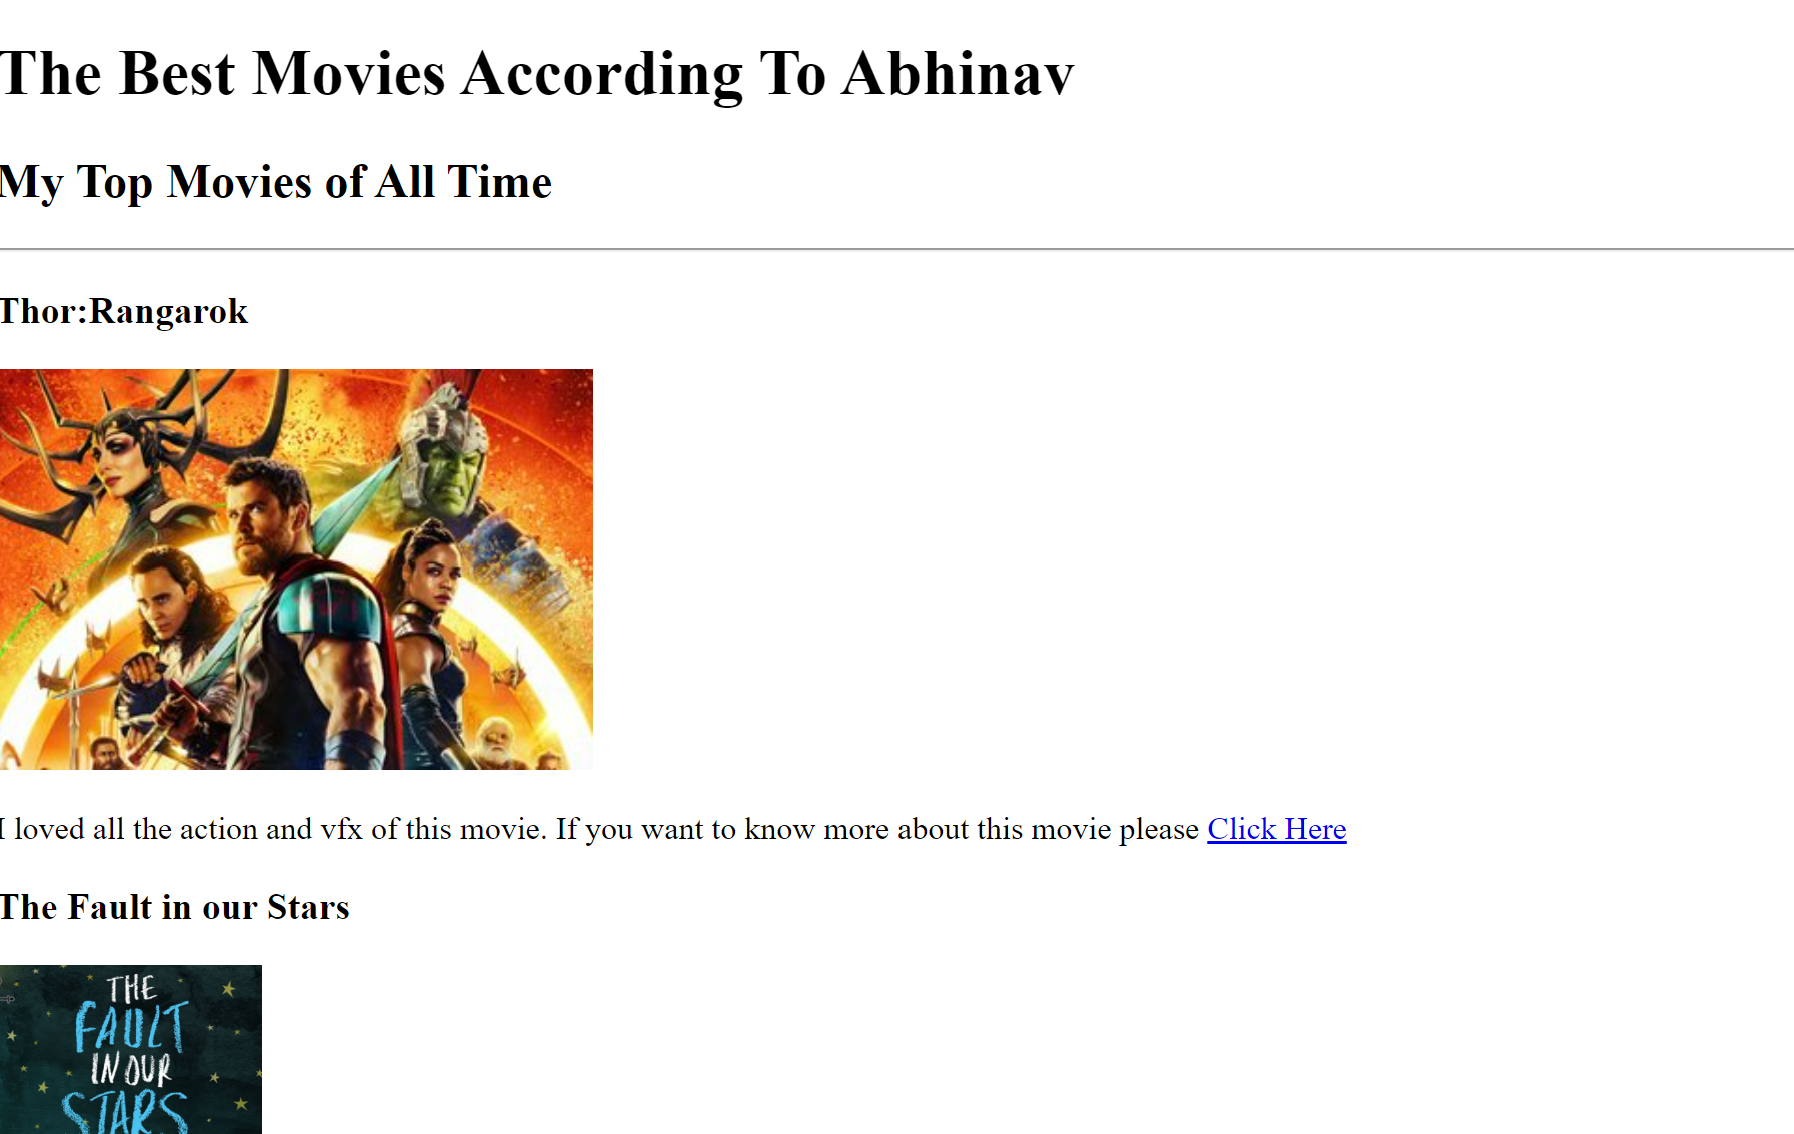 The Best Movies According To Abhinav
My Top Movies of All Time
Thor:Rangarok
I loved all the action and vfx of this movie. If you want to know more about this movie please Click Here
The Fault in our Stars
THE
FAULT
IN OUR
STARS